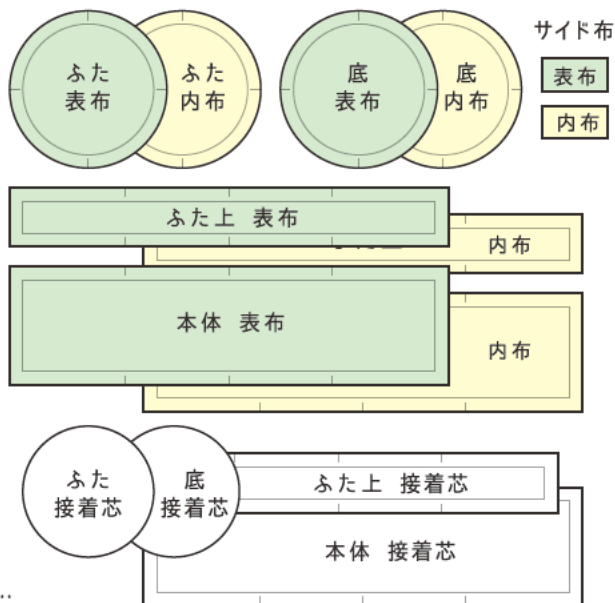 ふた
表布
ふた
内布
底
表布
底
内布
サイド布
表布
内布
ふた上 表布
内布
本体 表布
内布
ふた
接着芯
底
接着芯
ふた上 接着芯
本体 接着芯